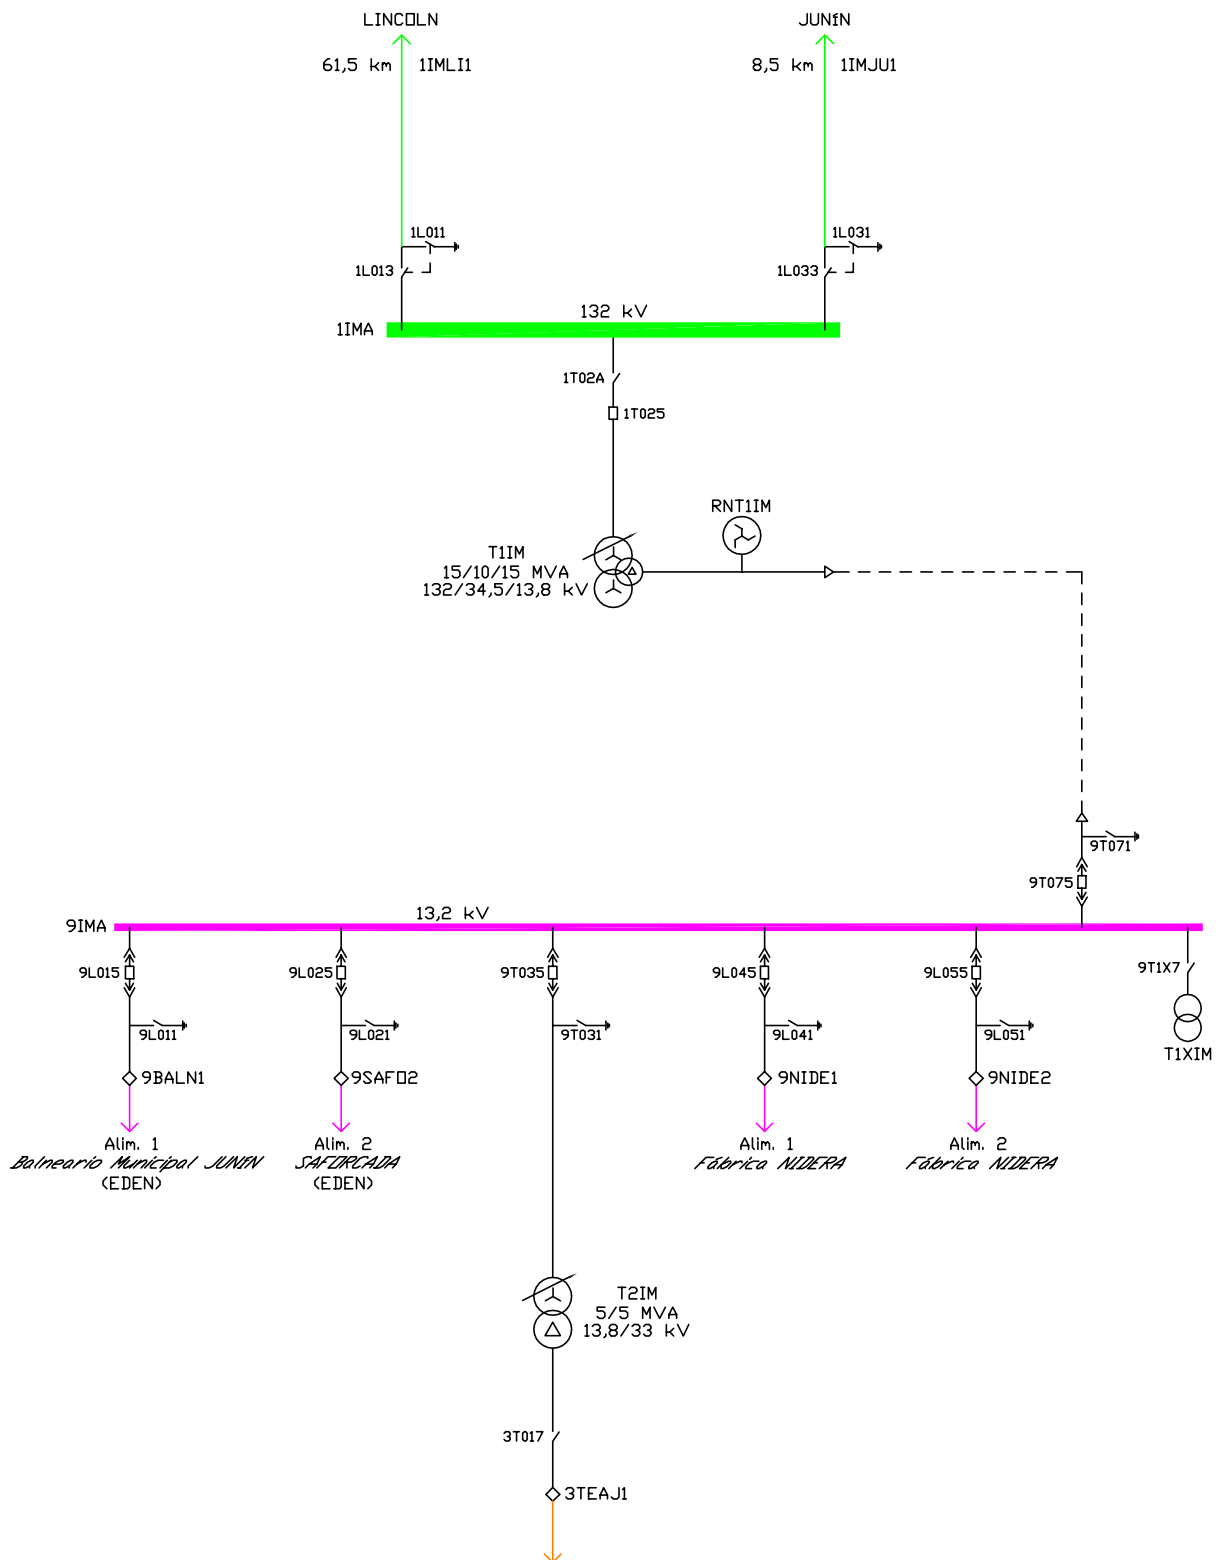 LINCOLN
JUNíN
61,5 km
1IMLI1
8,5 km
1IMJU1
1L011
1L031
1L013
1L033
132 kV
1IMA
1T02A
1T025
RNT1IM
T1IM
15/10/15 MVA
132/34,5/13,8 kV
9T071
9T075
13,2 kV
9IMA
9L015
9L025
9T035
9L045
9L055
9T1X7
9L011
9L021
9T031
9L041
9L051
T1XIM
9BALN1
9SAFO2
9NIDE1
9NIDE2
Alim. 1
Balneario Municipal JUNíN
(EDEN)
Alim. 2
SAFORCADA
(EDEN)
Alim. 1
Fábrica NIDERA
Alim. 2
Fábrica NIDERA
T2IM
5/5 MVA
13,8/33 kV
3T017
3TEAJ1